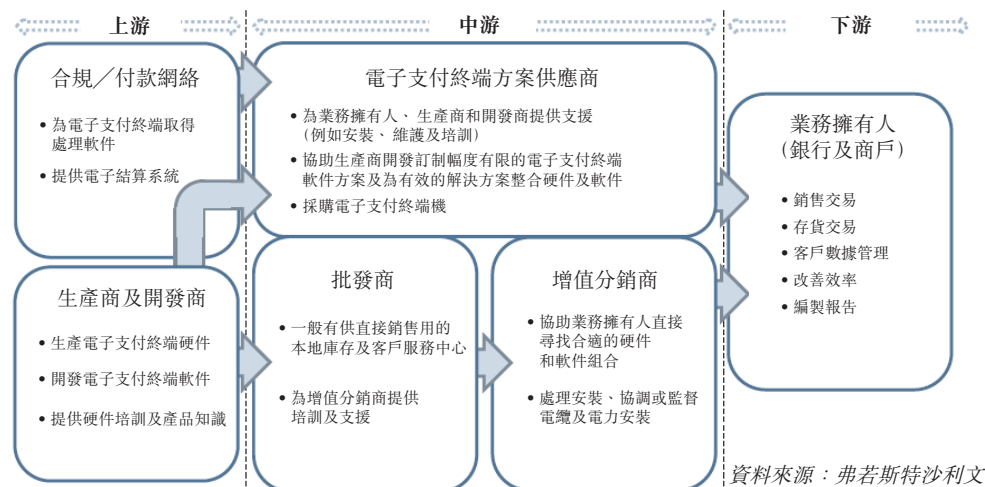 上游
中游
下游
合規／付款網絡
• 為電子支付終端取得
處理軟件
• 提供電子結算系統
生產商及開發商
• 生產電子支付終端硬件
• 開發電子支付終端軟件
• 提供硬件培訓及產品知識
電子支付終端方案供應商
• 為業務擁有人、生產商和開發商提供支援
(例如安裝、維護及培訓)
• 協助生產商開發訂制幅度有限的電子支付終端
軟件方案及為有效的解決方案整合硬件及軟件
• 採購電子支付終端機
批發商
• 一般有供直接銷售用的
本地庫存及客戶服務中心
• 為增值分銷商提供
培訓及支援
增值分銷商
• 協助業務擁有人直接
尋找合適的硬件
和軟件組合
• 處理安裝、協調或監督
電纜及電力安裝
業務擁有人
(銀行及商戶)
• 銷售交易
• 存貨交易
• 客戶數據管理
• 改善效率
• 編製報告
資料來源：弗若斯特沙利文